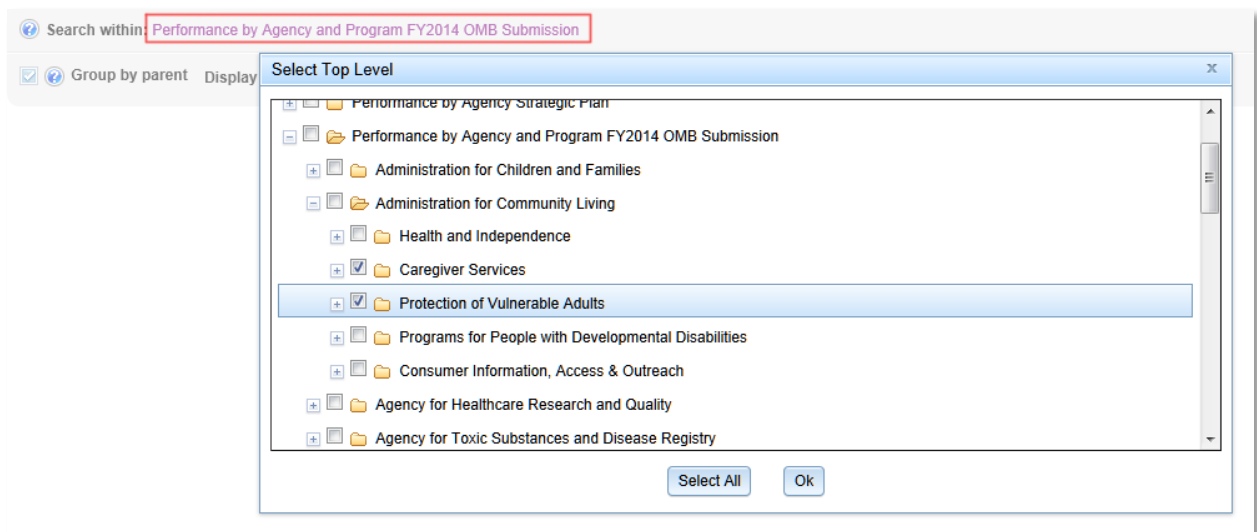 Search within: Performance by Agency and Program FY2014 OMB Submission
Group by parent Display
Select Top Level x
Performance by Agency Strategic Plan
Performance by Agency and Program FY2014 OMB Submission
Administration for Children and Families
Administration for Community Living
Health and Independence
Caregiver Services
Protection of Vulnerable Adults
Programs for People with Developmental Disabilities
Consumer Information, Access & Outreach
Agency for Healthcare Research and Quality
Agency for Toxic Substances and Disease Registry
Select All Ok